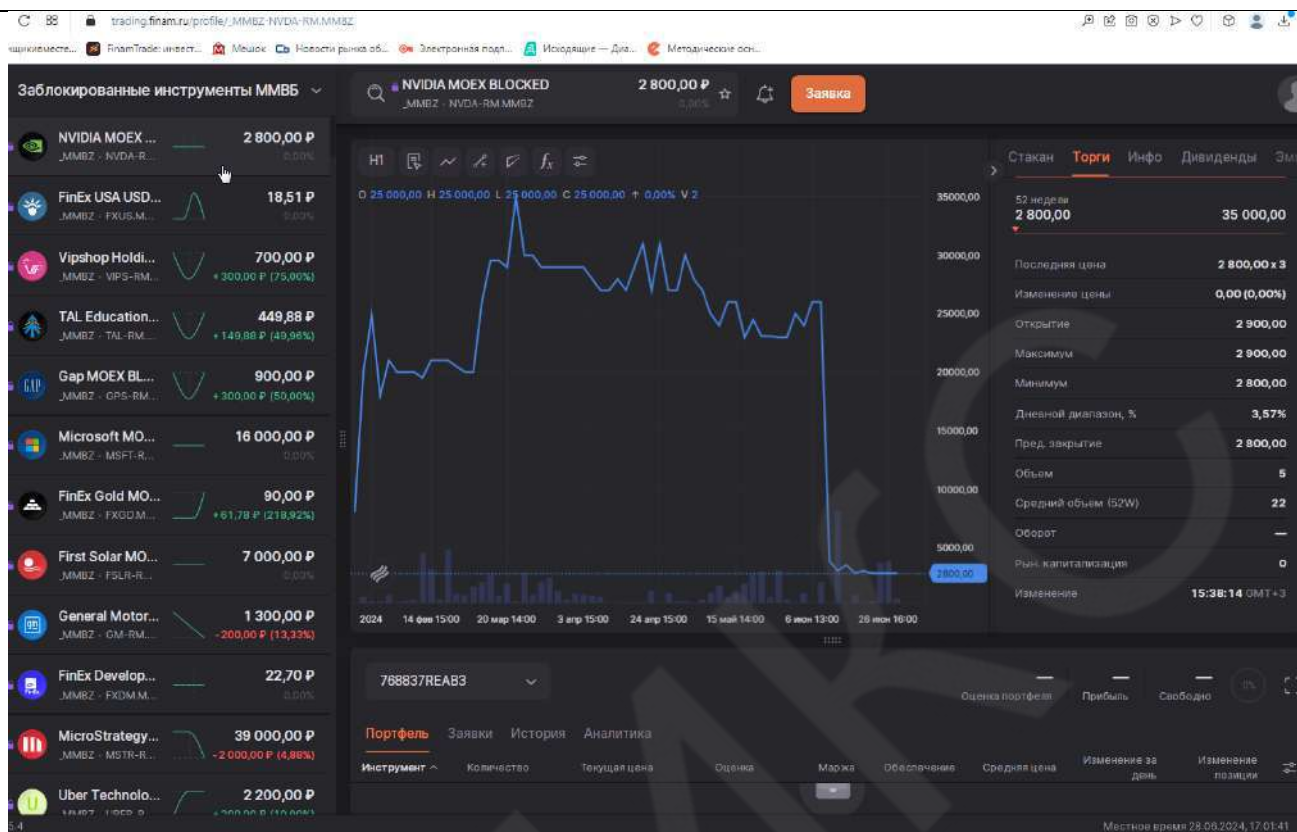 trading.finam.ru/profile/_MMBZ-NVDA-RM.MMBZ
FinamTrade: инвест... Мешок Новости рынка об... Электронная подп... Исходящие — Диа... Методические осн...
Заблокированные инструменты ММВБ
NVIDIA MOEX BLOCKED 2 800,00 ₽
_MMBZ · NVDA-RM.MMBZ 0,00%
Заявка
NVIDIA MOEX ... 2 800,00 ₽
_MMBZ · NVDA-R... 0,00%
FinEx USA USD... 18,51 ₽
_MMBZ · FXUS.M... 0,00%
Vipshop Holdi... 700,00 ₽
_MMBZ · VIPS-RM... +300,00 ₽ (75,00%)
TAL Education... 449,88 ₽
_MMBZ · TAL-RM.... +149,88 ₽ (49,96%)
Gap MOEX BL... 900,00 ₽
_MMBZ · GPS-RM... +300,00 ₽ (50,00%)
Microsoft MO... 16 000,00 ₽
_MMBZ · MSFT-R... 0,00%
FinEx Gold MO... 90,00 ₽
_MMBZ · FXGD.M... +61,78 ₽ (218,92%)
First Solar MO... 7 000,00 ₽
_MMBZ · FSLR-R... 0,00%
General Motor... 1 300,00 ₽
_MMBZ · GM-RM.... -200,00 ₽ (13,33%)
FinEx Develop... 22,70 ₽
_MMBZ · FXDM.M... 0,00%
MicroStrategy... 39 000,00 ₽
_MMBZ · MSTR-R... -2 000,00 ₽ (4,88%)
Uber Technolo... 2 200,00 ₽
H1
O 25 000,00 H 25 000,00 L 25 000,00 C 25 000,00 ↑ 0,00% V 2
35000,00
30000,00
25000,00
20000,00
15000,00
10000,00
5000,00
2800,00
2024 14 фев 15:00 20 мар 14:00 3 апр 15:00 24 апр 15:00 15 май 14:00 6 июн 13:00 26 июн 16:00
Стакан Торги Инфо Дивиденды
52 недели
2 800,00 35 000,00
Последняя цена 2 800,00 x 3
Изменение цены 0,00 (0,00%)
Открытие 2 900,00
Максимум 2 900,00
Минимум 2 800,00
Дневной диапазон, % 3,57%
Пред. закрытие 2 800,00
Объем 5
Средний объем (52W) 22
Оборот —
Рын. капитализация 0
Изменение 15:38:14 GMT+3
768837REAB3
Оценка портфеля Прибыль Свободно
Портфель Заявки История Аналитика
Инструмент Количество Текущая цена Оценка Маржа Обеспечение Средняя цена Изменение за день Изменение позиции
Местное время 28.06.2024, 17:01:41